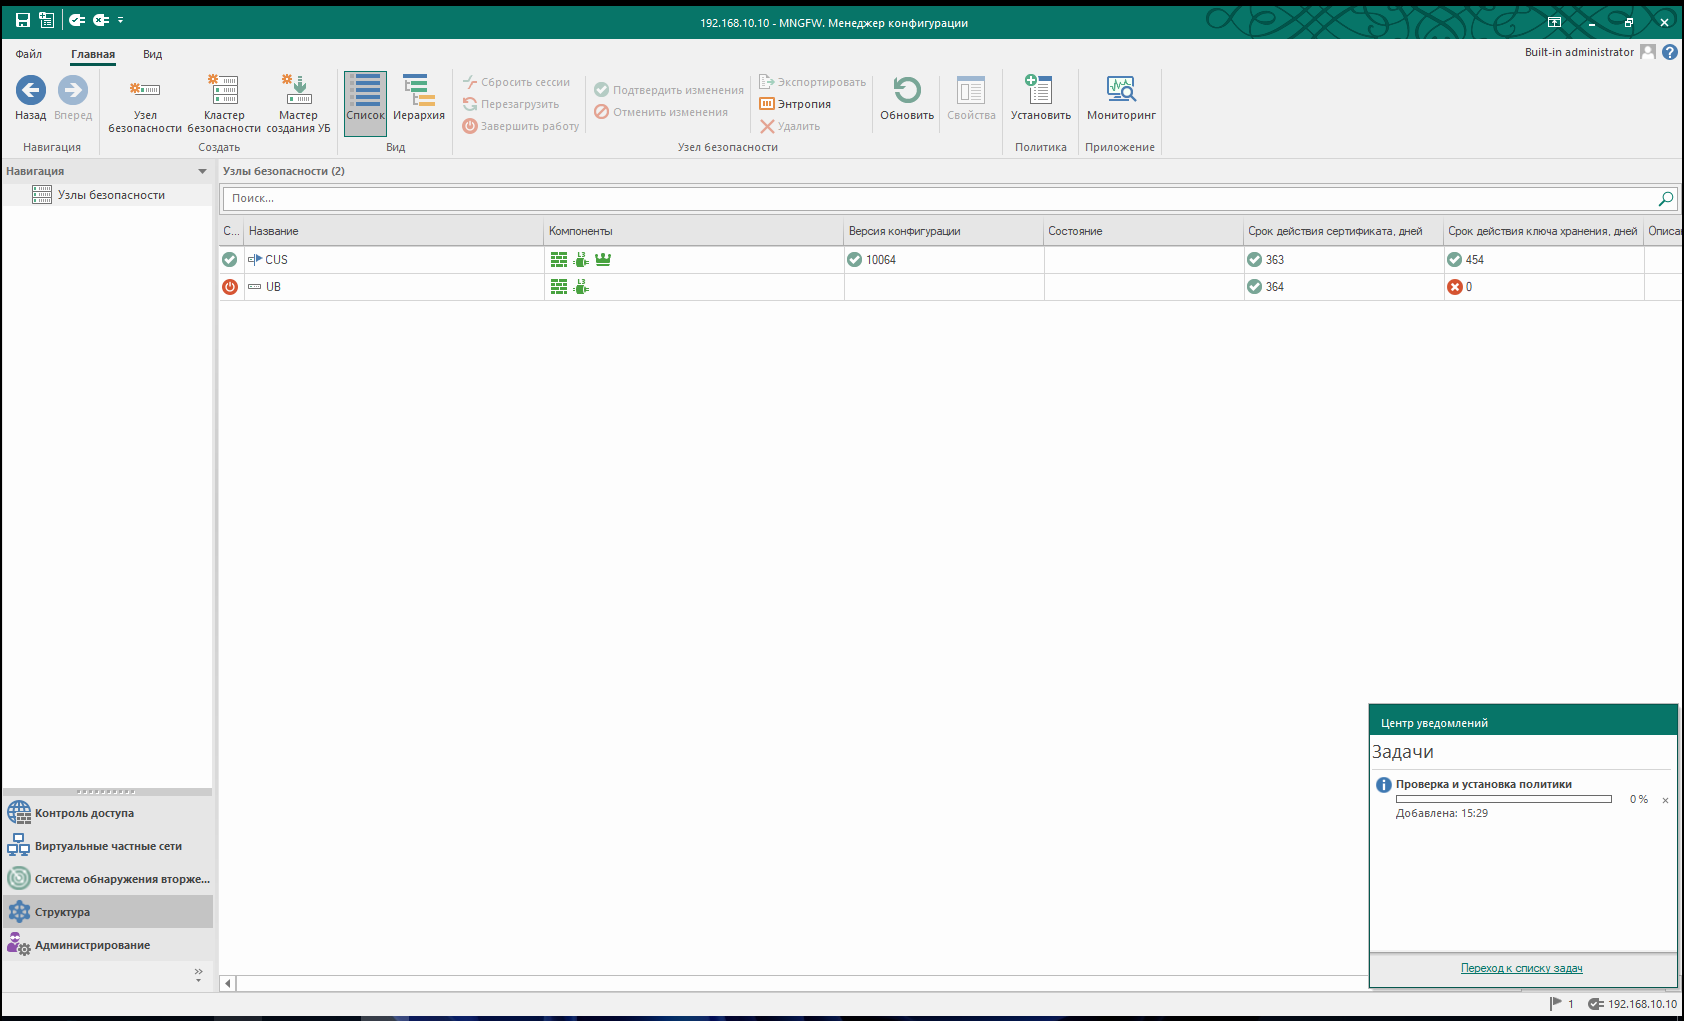 192.168.10.10 - MNGFW. Менеджер конфигурации
Файл
Главная
Вид
Built-in administrator
Назад
Вперед
Навигация
Узел безопасности
Кластер безопасности
Мастер создания УБ
Создать
Список
Иерархия
Вид
Сбросить сессии
Перезагрузить
Завершить работу
Подтвердить изменения
Отменить изменения
Экспортировать
Энтропия
Удалить
Обновить
Свойства
Узел безопасности
Установить
Политика
Мониторинг
Приложение
Навигация
Узлы безопасности
Узлы безопасности (2)
Поиск...
С... Название Компоненты Версия конфигурации Состояние Срок действия сертификата, дней Срок действия ключа хранения, дней Описа
CUS L3 10064 363 454
UB L3 364 0
Контроль доступа
Виртуальные частные сети
Система обнаружения вторже...
Структура
Администрирование
Центр уведомлений
Задачи
Проверка и установка политики
0 %
Добавлена: 15:29
Переход к списку задач
1
192.168.10.10